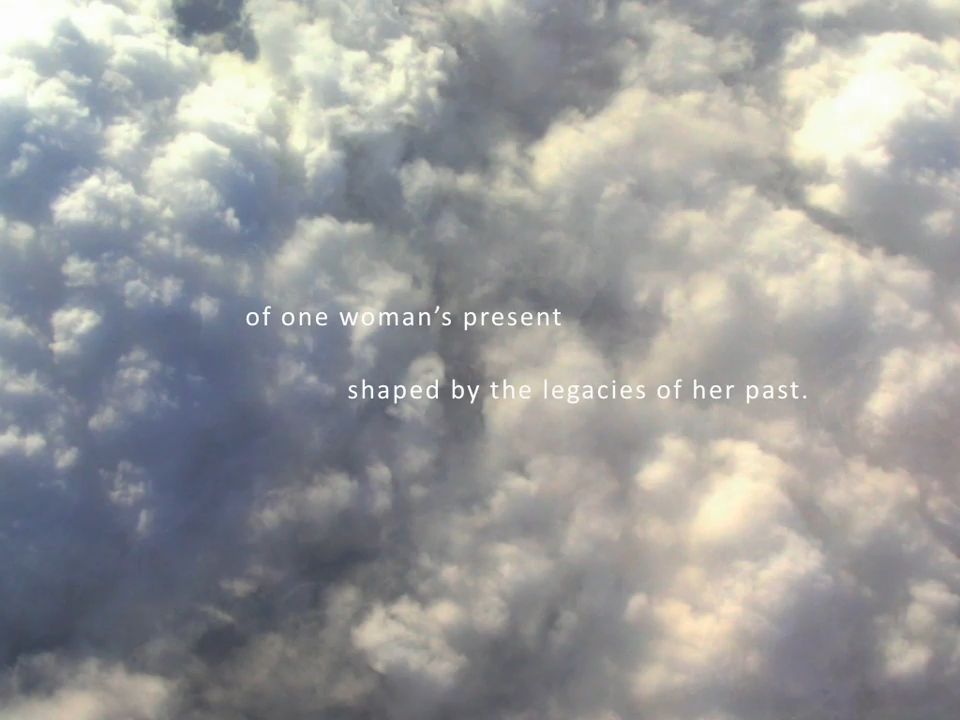 of one woman’s present
shaped by the legacies of her past.